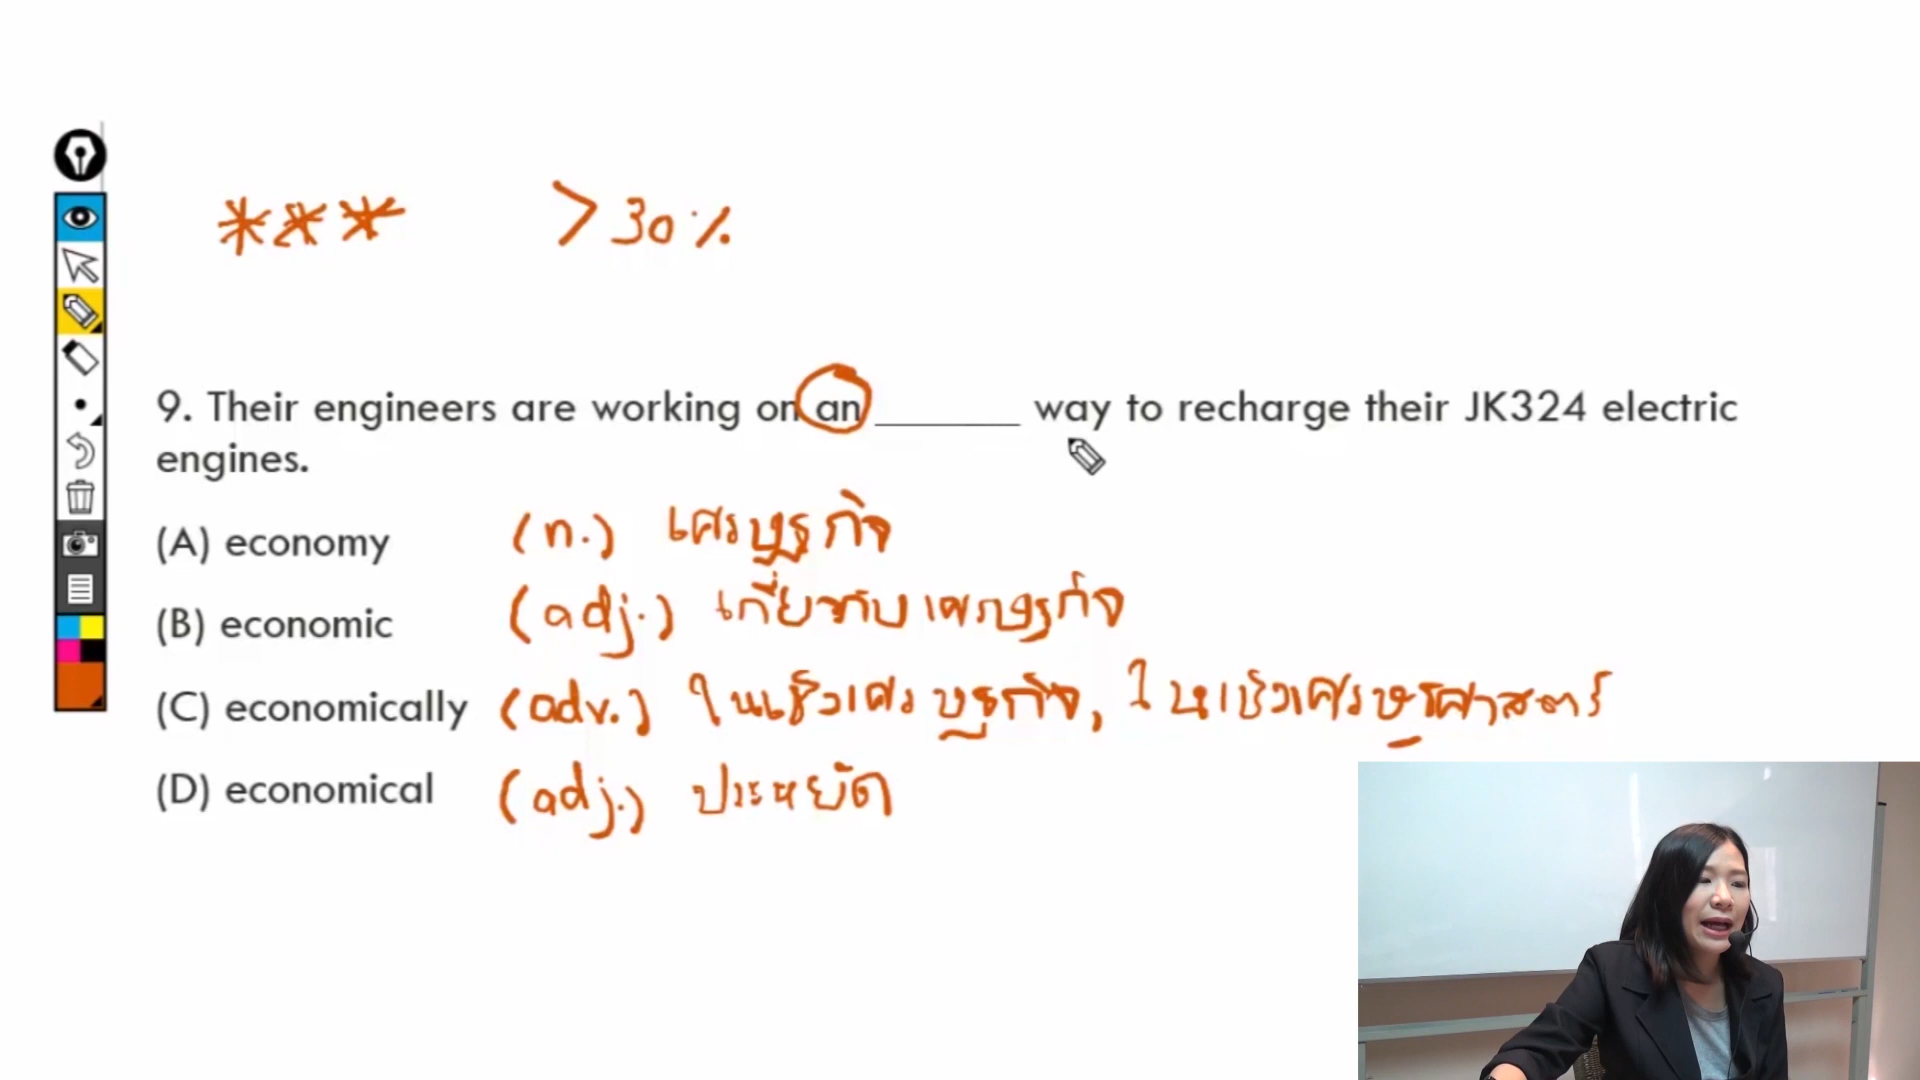 *** > 30 %
9. Their engineers are working on an _______ way to recharge their JK324 electric
engines.
(A) economy (n.) เศรษฐกิจ
(B) economic (adj.) เกี่ยวกับเศรษฐกิจ
(C) economically (adv.) ในเชิงเศรษฐกิจ, ในเชิงเศรษฐศาสตร์
(D) economical (adj.) ประหยัด